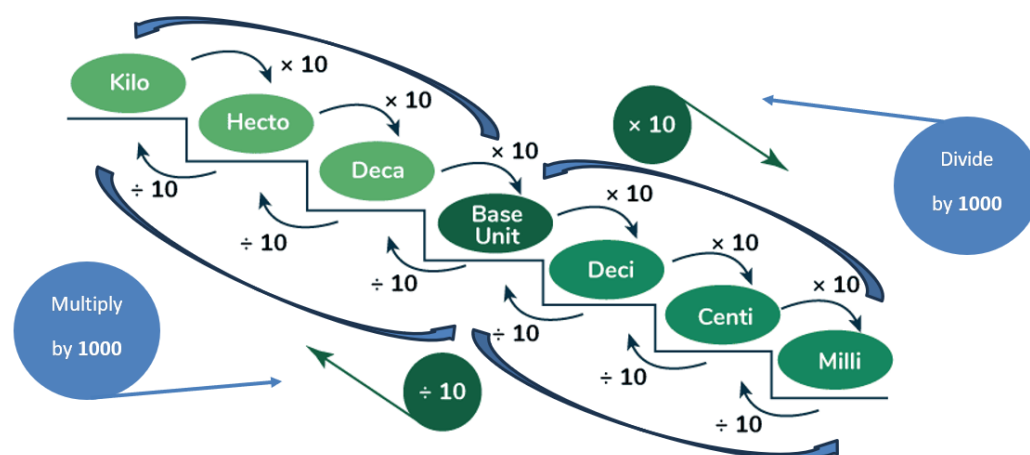 Kilo
× 10
Hecto
× 10
Deca
× 10
Base
Unit
× 10
Deci
× 10
Centi
× 10
Milli
÷ 10
÷ 10
÷ 10
÷ 10
÷ 10
÷ 10
× 10
Divide
by 1000
Multiply
by 1000
÷ 10